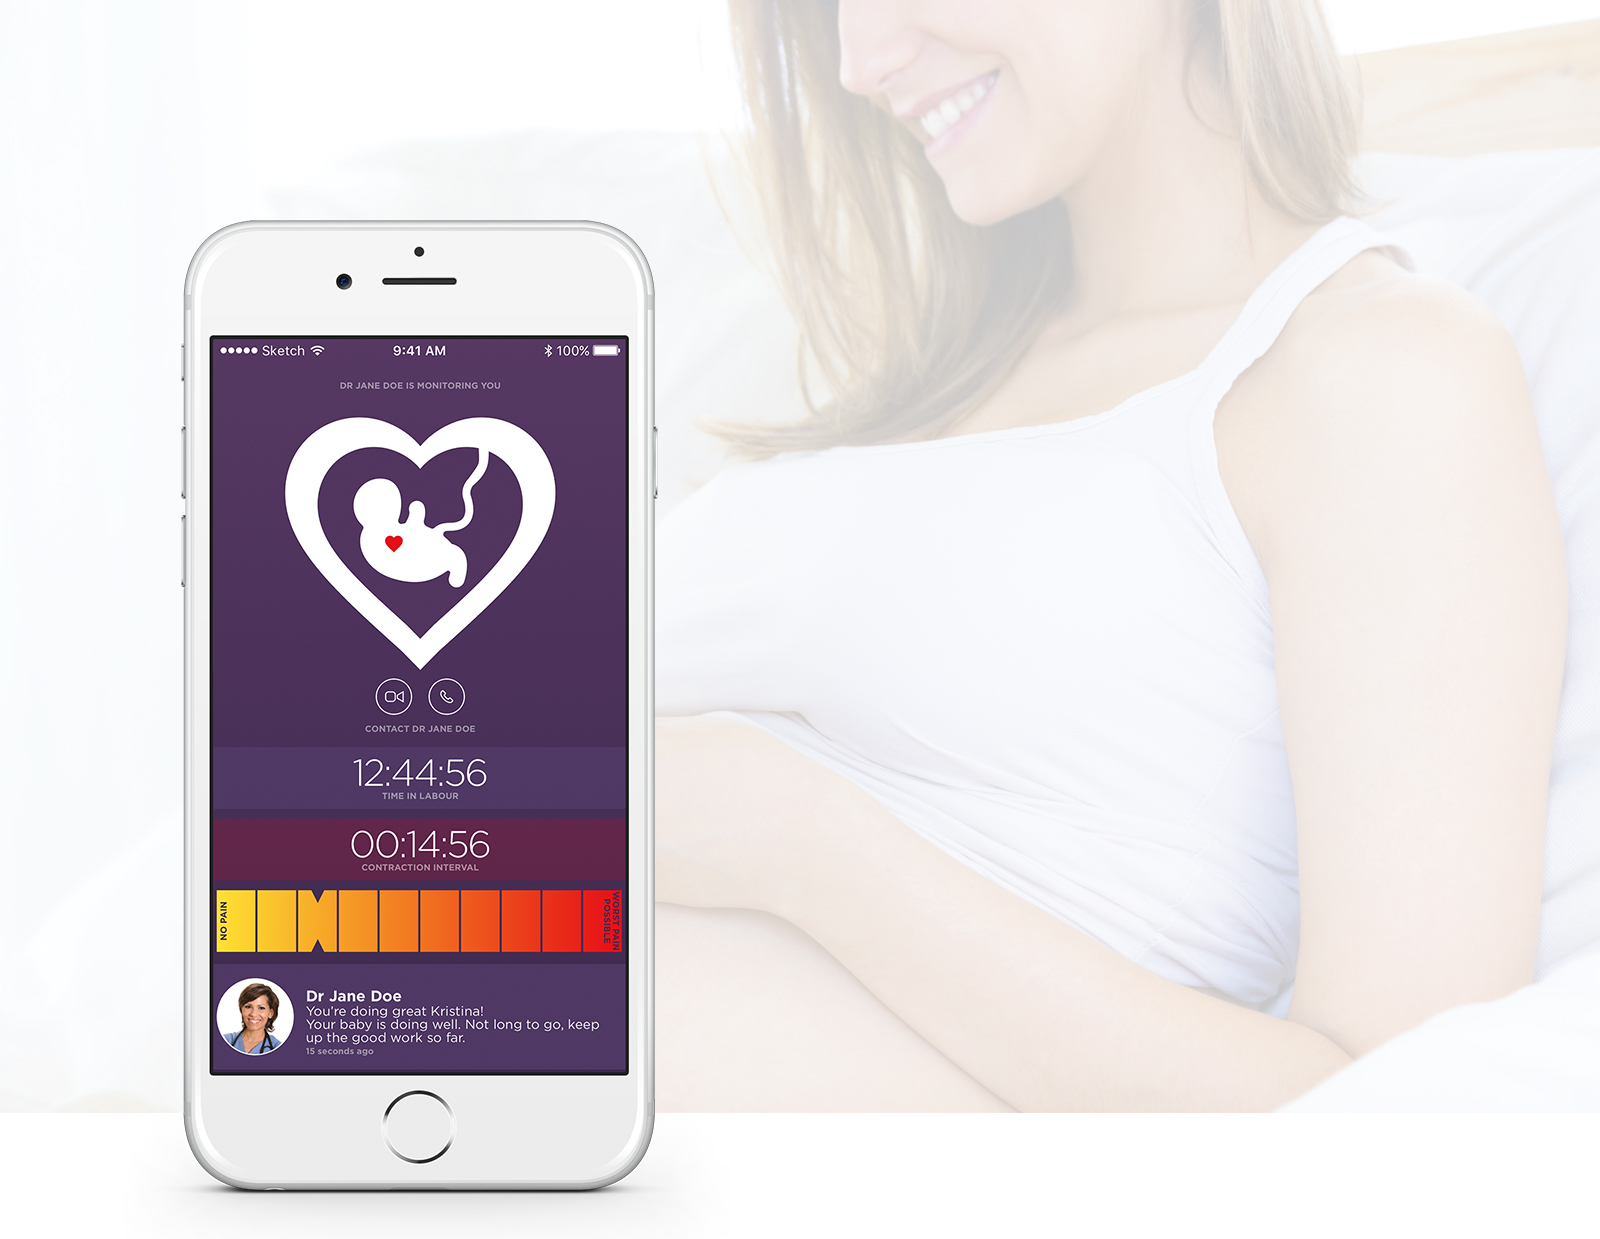 Sketch 9:41 AM 100%
DR JANE DOE IS MONITORING YOU
CONTACT DR JANE DOE
12:44:56
TIME IN LABOUR
00:14:56
CONTRACTION INTERVAL
NO PAIN
WORST PAIN
POSSIBLE
Dr Jane Doe
You're doing great Kristina!
Your baby is doing well. Not long to go, keep
up the good work so far.
15 seconds ago